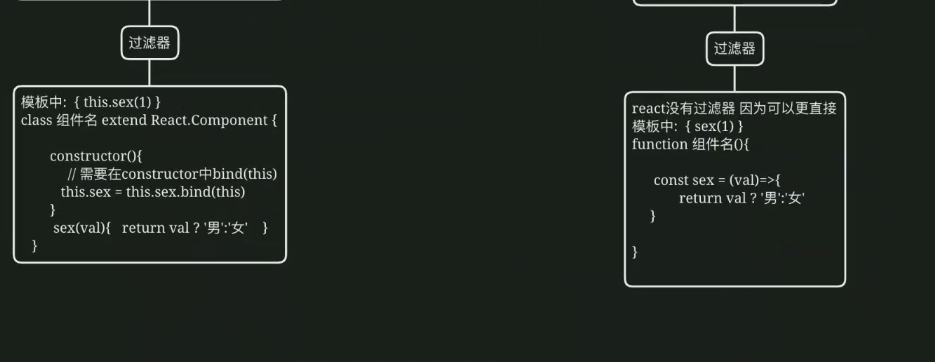 过滤器
模板中:  { this.sex(1) }
class 组件名 extend React.Component {
constructor(){
// 需要在constructor中bind(this)
this.sex = this.sex.bind(this)
}
sex(val){   return val ? '男':'女'    }
}
过滤器
react没有过滤器 因为可以更直接
模板中:  { sex(1) }
function 组件名(){
const sex = (val)=>{
return val ? '男':'女'
}
}